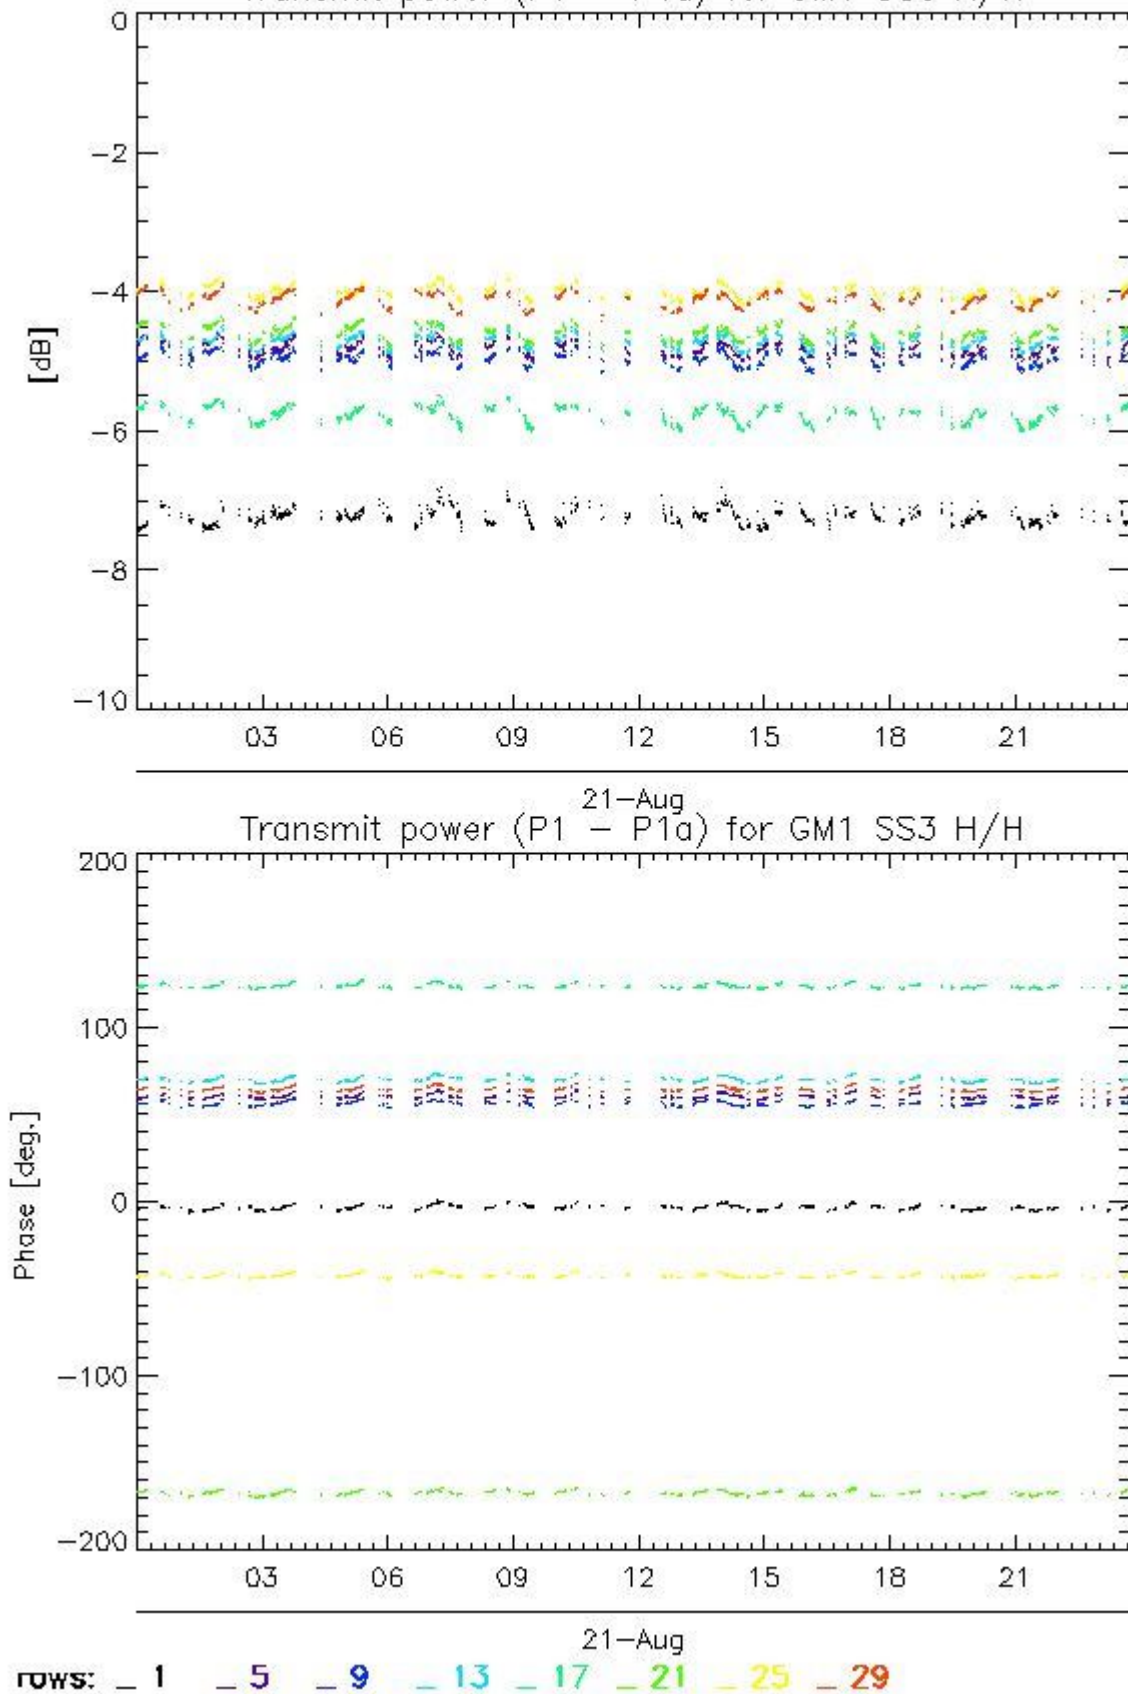 0
−2
−4
[dB]
−6
−8
−10
03 06 09 12 15 18 21
21−Aug
Transmit power (P1 − P1a) for GM1 SS3 H/H
200
100
0
Phase [deg.]
−100
−200
03 06 09 12 15 18 21
21−Aug
rows: _ 1 _ 5 _ 9 _ 13 _ 17 _ 21 _ 25 _ 29